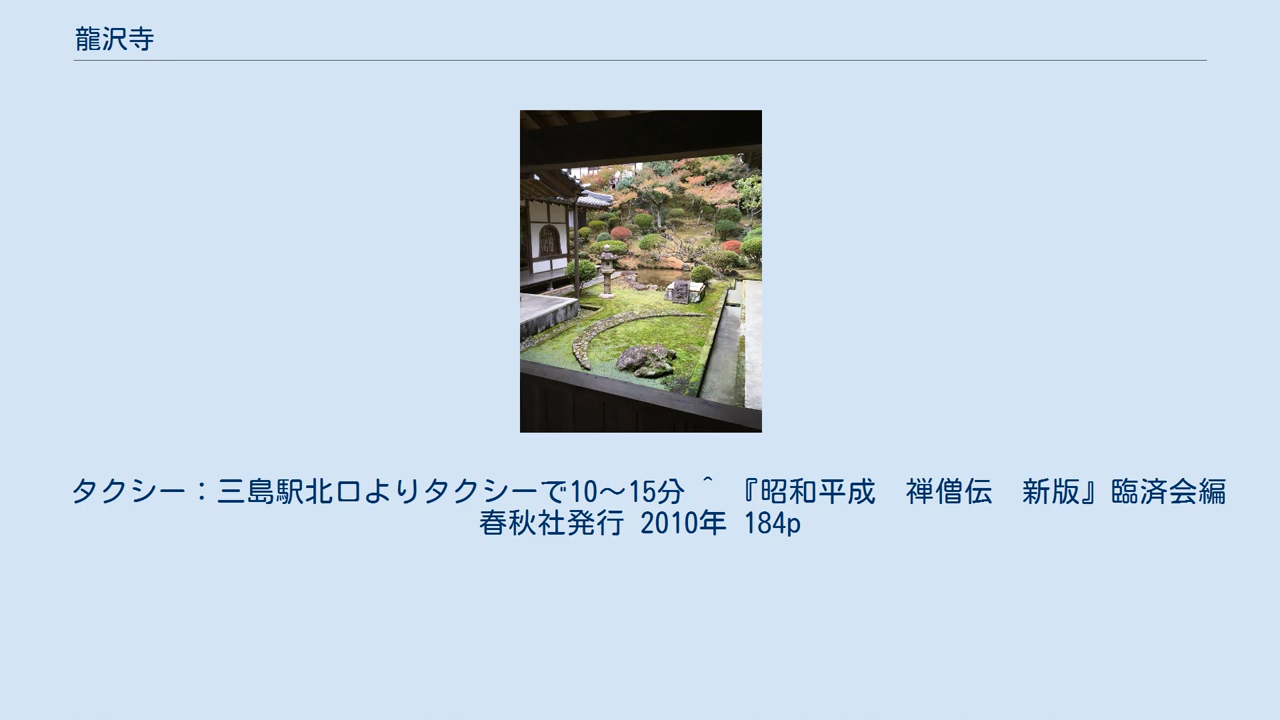 龍沢寺
タクシー：三島駅北口よりタクシーで10〜15分 ^ 『昭和平成　禅僧伝　新版』臨済会編
春秋社発行 2010年 184p